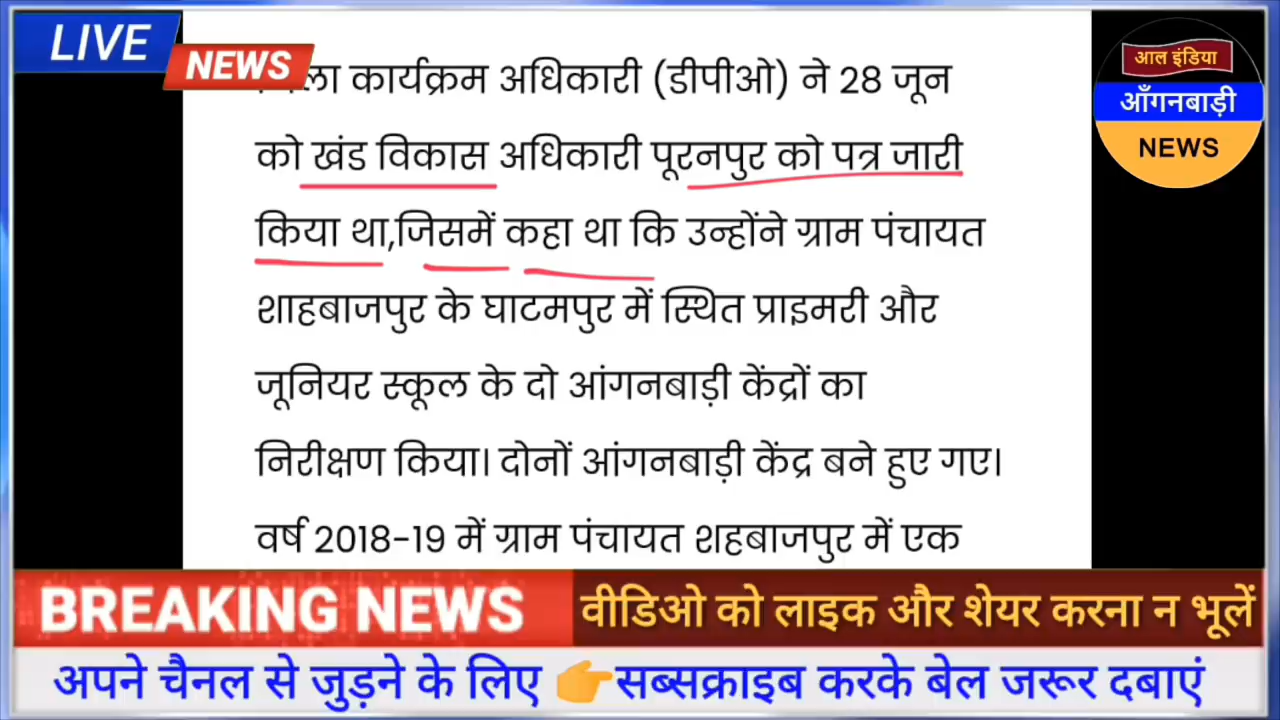 LIVE
NEWS
आल इंडिया
आँगनबाड़ी
NEWS
कार्यक्रम अधिकारी (डीपीओ) ने 28 जून
को खंड विकास अधिकारी पूरनपुर को पत्र जारी
किया था,जिसमें कहा था कि उन्होंने ग्राम पंचायत
शाहबाजपुर के घाटमपुर में स्थित प्राइमरी और
जूनियर स्कूल के दो आंगनबाड़ी केंद्रों का
निरीक्षण किया। दोनों आंगनबाड़ी केंद्र बने हुए गए।
वर्ष 2018-19 में ग्राम पंचायत शहबाजपुर में एक
BREAKING NEWS
वीडिओ को लाइक और शेयर करना न भूलें
अपने चैनल से जुड़ने के लिए 👉सब्सक्राइब करके बेल जरूर दबाएं